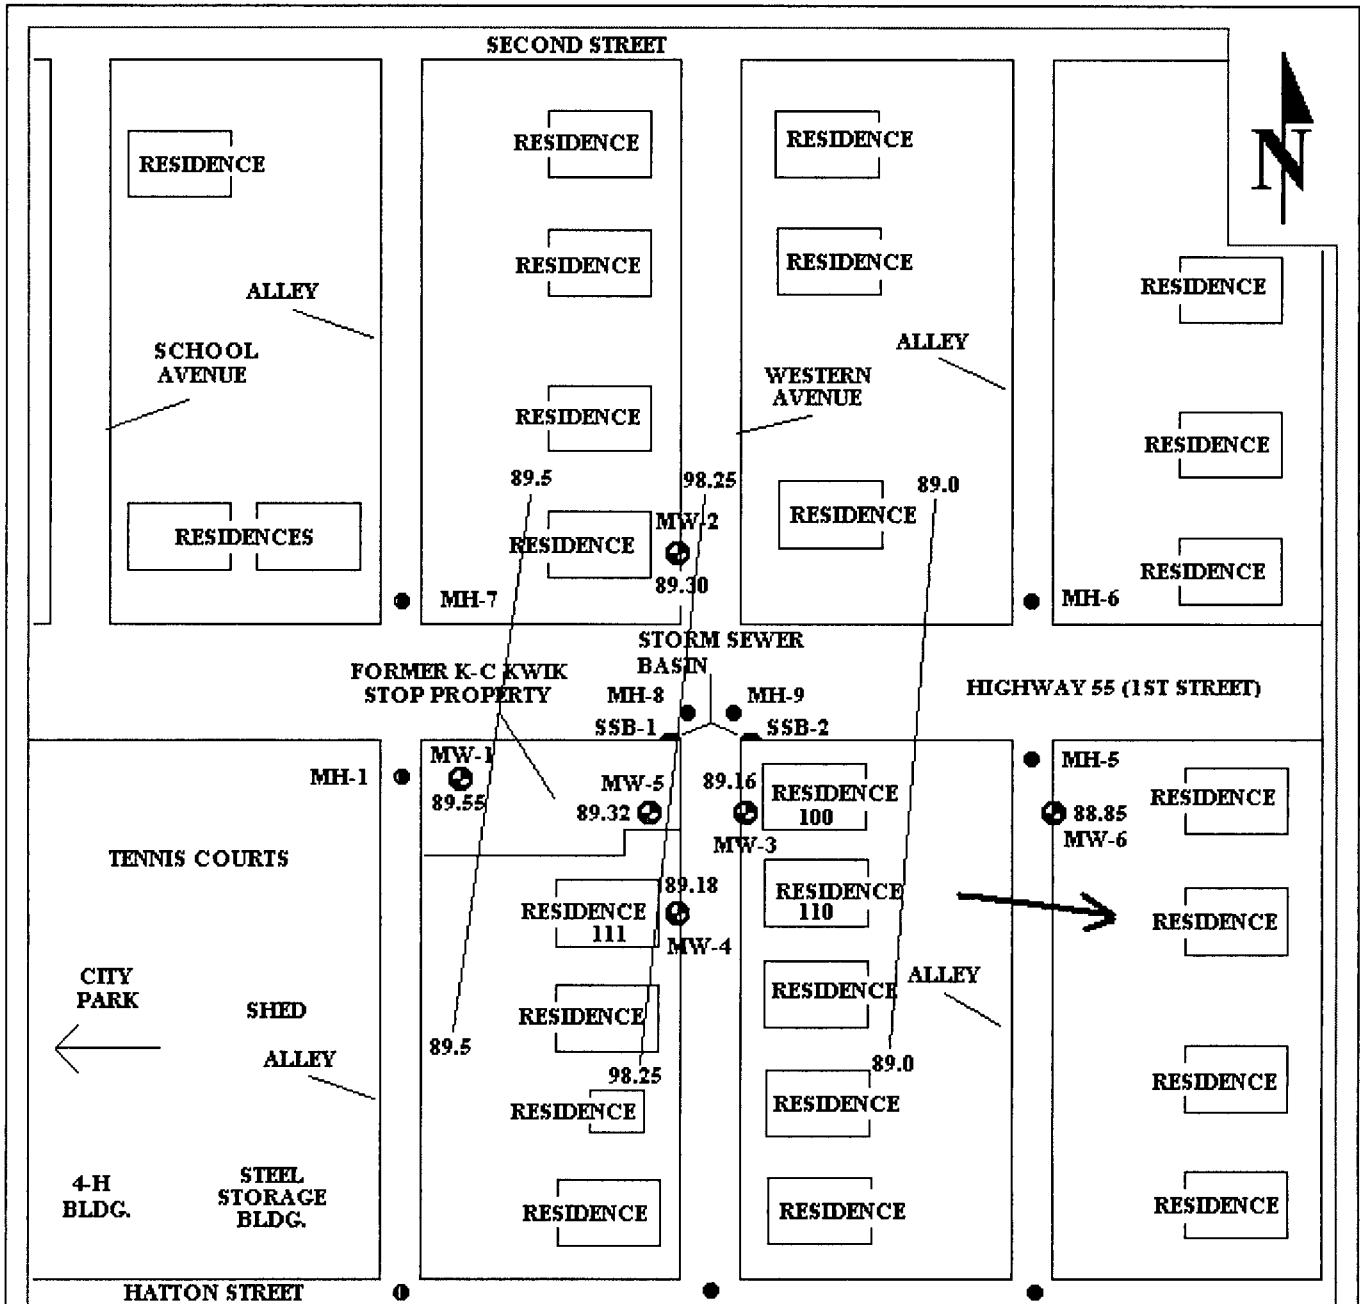 SECOND STREET
N
RESIDENCE
RESIDENCE
RESIDENCE
RESIDENCE
RESIDENCE
RESIDENCE
ALLEY
ALLEY
SCHOOL
AVENUE
WESTERN
AVENUE
RESIDENCE
RESIDENCE
89.5
98.25
89.0
MW-2
RESIDENCE
RESIDENCES
RESIDENCE
RESIDENCE
89.30
MH-7
MH-6
STORM SEWER
BASIN
FORMER K-C KWIK
STOP PROPERTY
HIGHWAY 55 (1ST STREET)
MH-8
MH-9
SSB-1
SSB-2
MH-1
MW-1
89.55
MW-5
89.32
89.16
MW-3
RESIDENCE
100
MH-5
88.85
MW-6
RESIDENCE
TENNIS COURTS
89.18
MW-4
RESIDENCE
111
RESIDENCE
110
RESIDENCE
CITY
PARK
SHED
ALLEY
RESIDENCE
RESIDENCE
ALLEY
89.5
98.25
89.0
RESIDENCE
RESIDENCE
RESIDENCE
4-H
BLDG.
STEEL
STORAGE
BLDG.
RESIDENCE
RESIDENCE
RESIDENCE
HATTON STREET